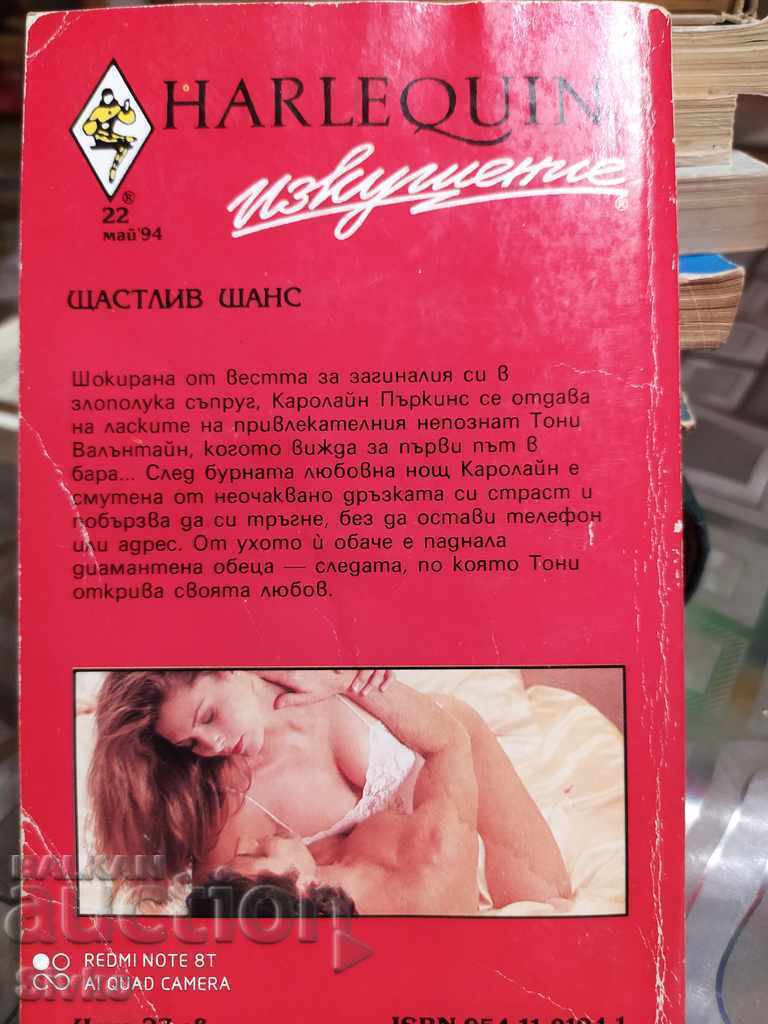 HARLEQUIN
изкушение
®
®
22
май'94
ЩАСТЛИВ ШАНС
Шокирана от вестта за загиналия си в
злополука съпруг, Каролайн Пъркинс се отдава
на ласките на привлекателния непознат Тони
Валънтайн, когото вижда за първи път в
бара... След бурната любовна нощ Каролайн е
смутена от неочаквано дръзката си страст и
побързва да си тръгне, без да остави телефон
или адрес. От ухото ѝ обаче е паднала
диамантена обеца — следата, по която Тони
открива своята любов.
BALKAN
auction
REDMI NOTE 8T
AI QUAD CAMERA